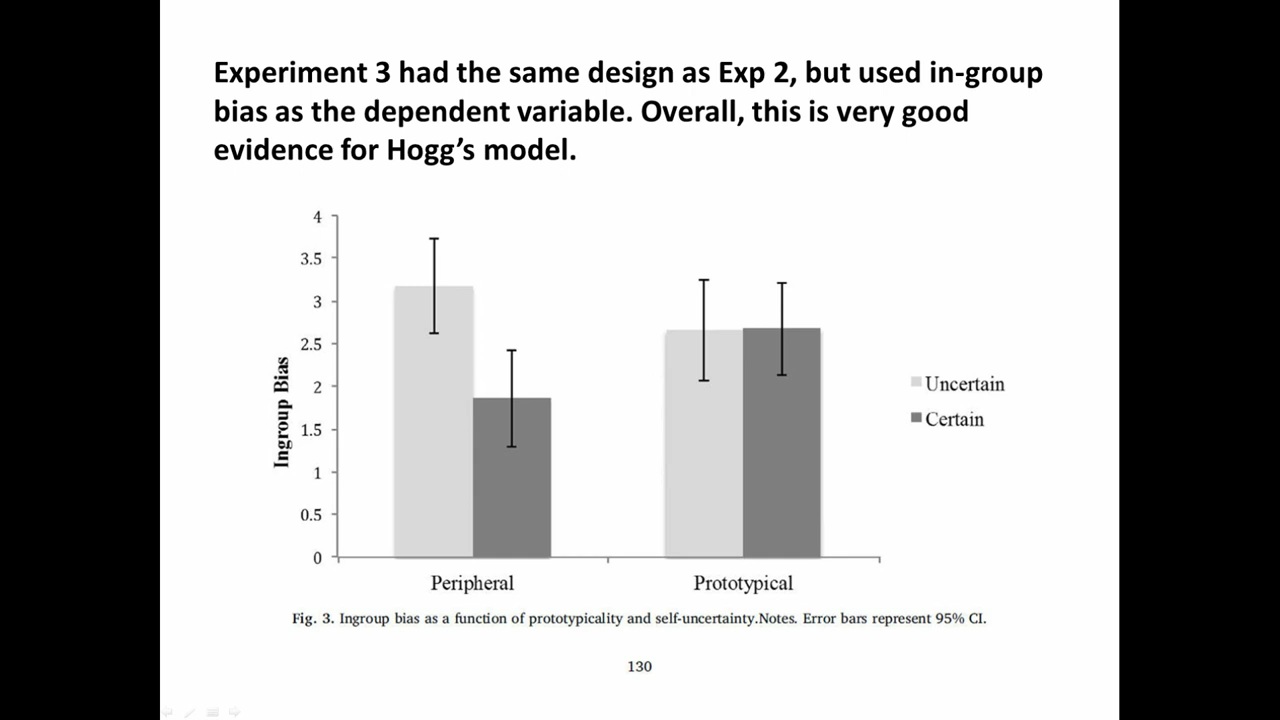 Experiment 3 had the same design as Exp 2, but used in-group
bias as the dependent variable. Overall, this is very good
evidence for Hogg’s model.
4
3.5
3
2.5
2
1.5
1
0.5
0
Ingroup Bias
Peripheral
Prototypical
Uncertain
Certain
Fig. 3. Ingroup bias as a function of prototypicality and self-uncertainty.Notes. Error bars represent 95% CI.
130